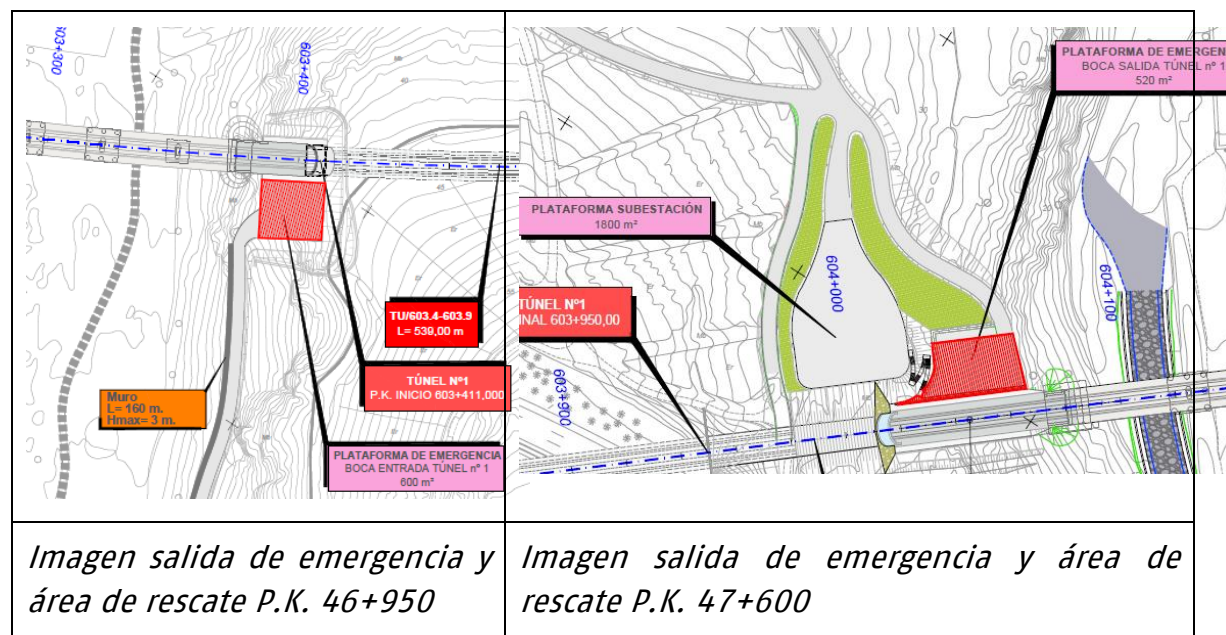 603+300
603+400
TU/603.4-603.9
L= 539,00 m
TÚNEL Nº1
P.K. INICIO 603+411,000
Muro
L= 160 m.
Hmax= 3 m.
PLATAFORMA DE EMERGENCIA
BOCA ENTRADA TÚNEL nº 1
600 m²
PLATAFORMA DE EMERGEN
BOCA SALIDA TÚNEL nº 1
520 m²
PLATAFORMA SUBESTACIÓN
1800 m²
604+000
604+100
TÚNEL Nº1
INAL 603+950,00
603+900
Imagen salida de emergencia y
área de rescate P.K. 46+950
Imagen salida de emergencia y área de
rescate P.K. 47+600